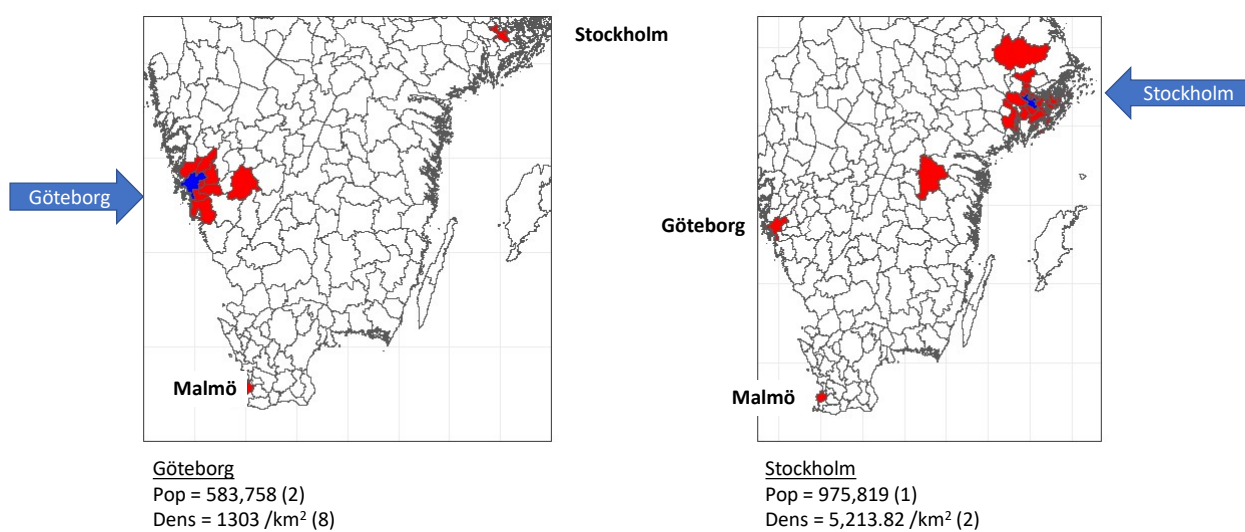 Stockholm
Göteborg
Malmö
Göteborg
Pop = 583,758 (2)
Dens = 1303 /km² (8)
Stockholm
Göteborg
Malmö
Stockholm
Pop = 975,819 (1)
Dens = 5,213.82 /km² (2)